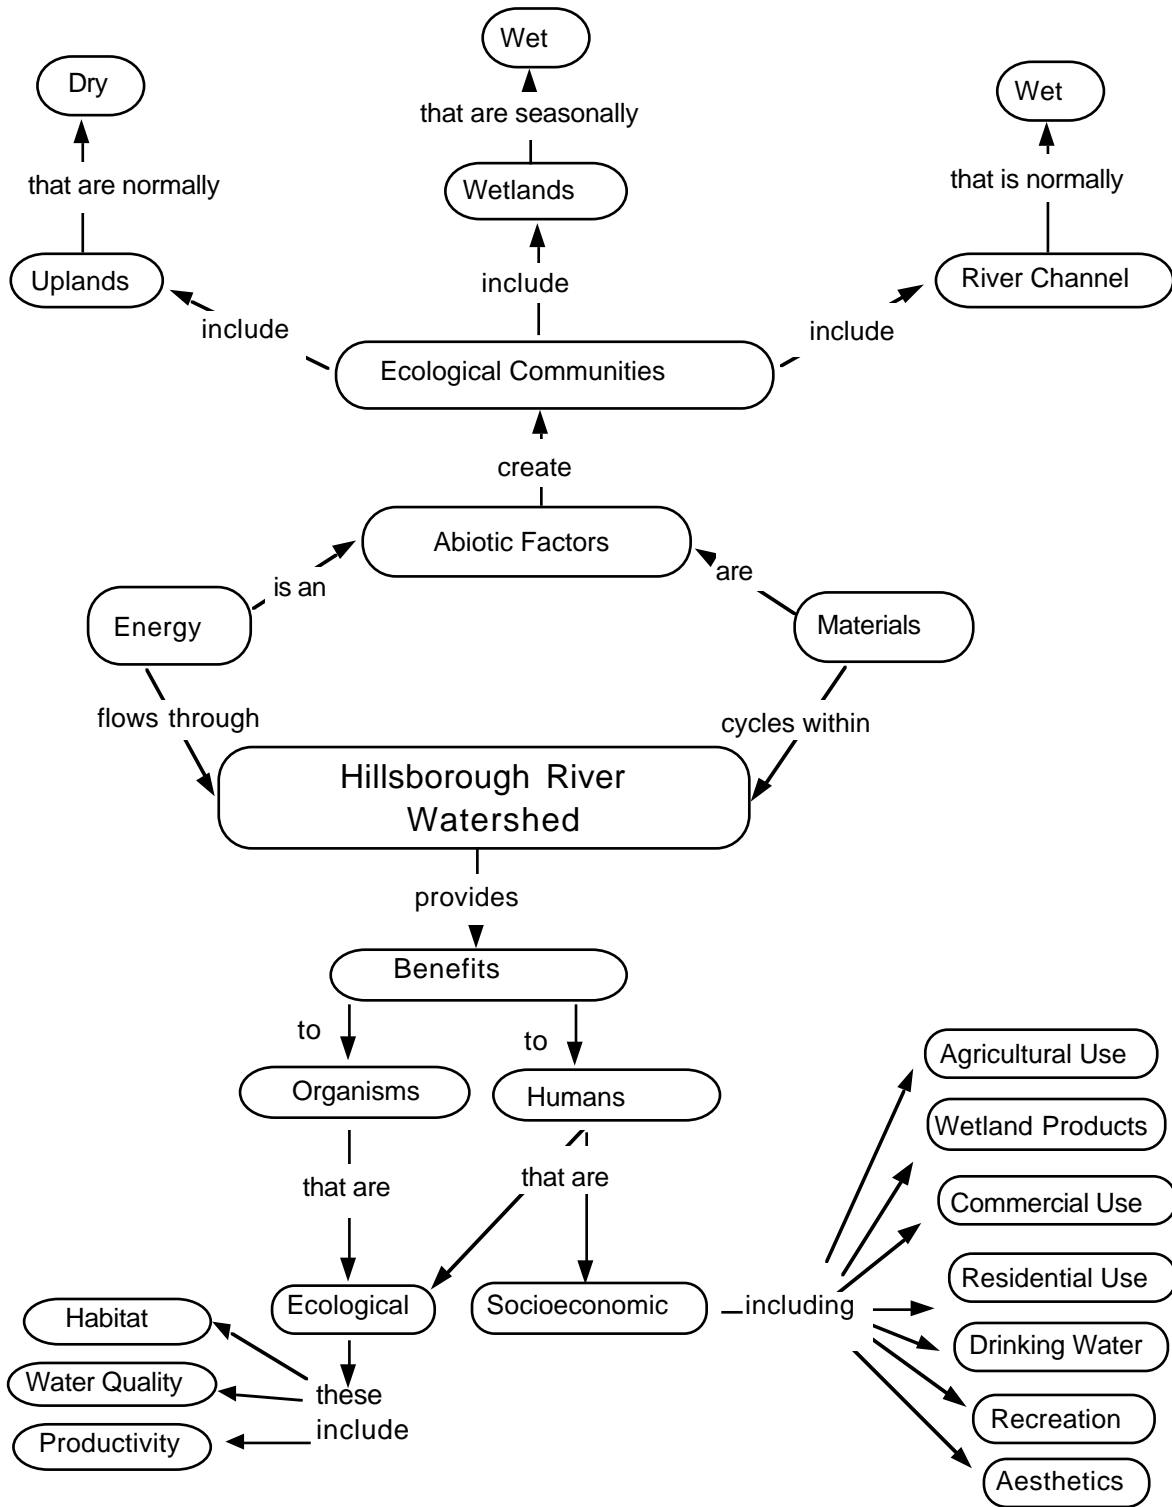 Wet
Dry
Wet
that are seasonally
that are normally
that is normally
Wetlands
Uplands
River Channel
include
include
include
Ecological Communities
create
Abiotic Factors
is an
are
Energy
Materials
flows through
cycles within
Hillsborough River
Watershed
provides
Benefits
to
to
Organisms
Humans
that are
that are
Ecological
Socioeconomic
including
Agricultural Use
Wetland Products
Commercial Use
Residential Use
Drinking Water
Recreation
Aesthetics
these
include
Habitat
Water Quality
Productivity